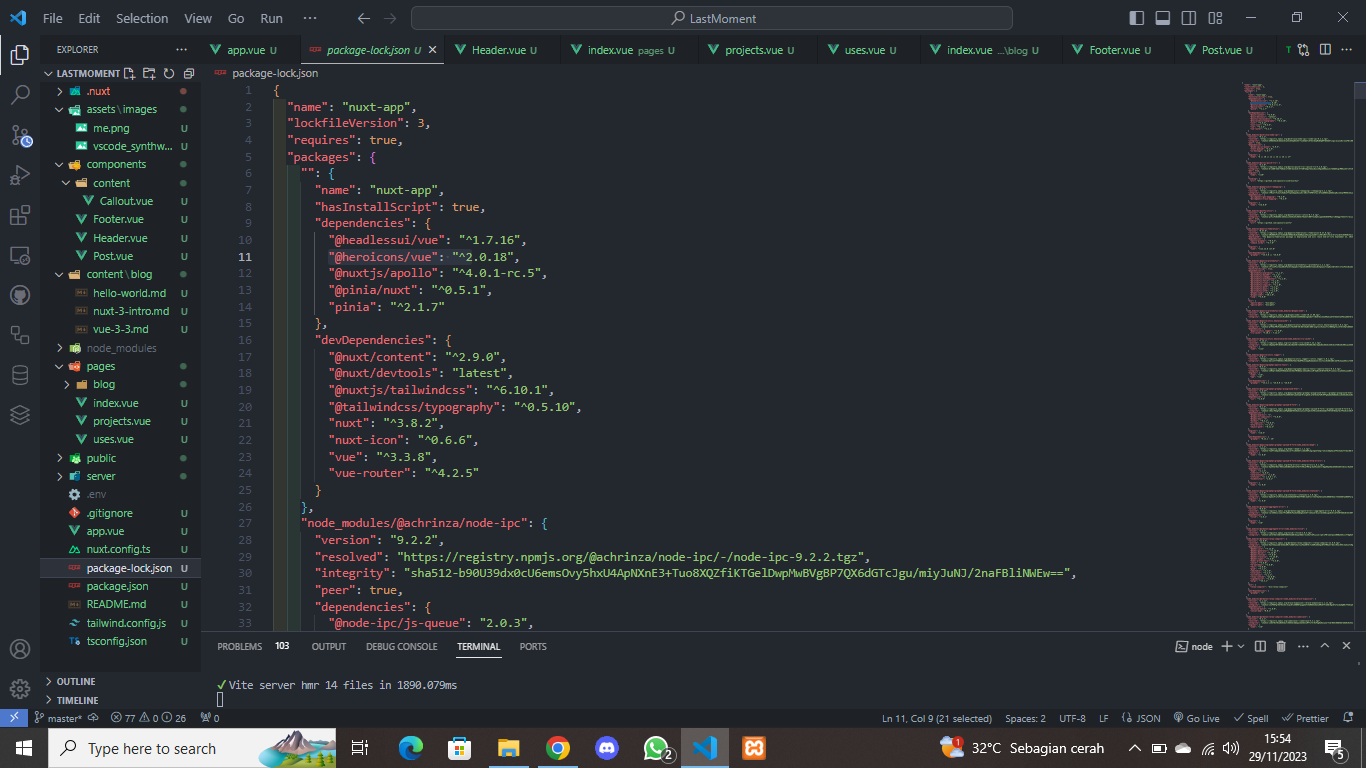 File Edit Selection View Go Run ··· LastMoment
EXPLORER
app.vue U package-lock.json U Header.vue U index.vue pages U projects.vue U uses.vue U index.vue ...\blog U Footer.vue U Post.vue U
LASTMOMENT
.nuxt
assets\images
me.png U
vscode_synthw... U
components
content
Callout.vue U
Footer.vue U
Header.vue U
Post.vue U
content\blog
hello-world.md U
nuxt-3-intro.md U
vue-3-3.md U
node_modules
pages
blog
index.vue U
projects.vue U
uses.vue U
public
server
.env
.gitignore U
app.vue U
nuxt.config.ts U
package-lock.json U
package.json U
README.md U
tailwind.config.js U
tsconfig.json U
OUTLINE
TIMELINE
package-lock.json
1 {
2 "name": "nuxt-app",
3 "lockfileVersion": 3,
4 "requires": true,
5 "packages": {
6 "": {
7 "name": "nuxt-app",
8 "hasInstallScript": true,
9 "dependencies": {
10 "@headlessui/vue": "^1.7.16",
11 "@heroicons/vue": "^2.0.18",
12 "@nuxtjs/apollo": "^4.0.1-rc.5",
13 "@pinia/nuxt": "^0.5.1",
14 "pinia": "^2.1.7"
15 },
16 "devDependencies": {
17 "@nuxt/content": "^2.9.0",
18 "@nuxt/devtools": "latest",
19 "@nuxtjs/tailwindcss": "^6.10.1",
20 "@tailwindcss/typography": "^0.5.10",
21 "nuxt": "^3.8.2",
22 "nuxt-icon": "^0.6.6",
23 "vue": "^3.3.8",
24 "vue-router": "^4.2.5"
25 }
26 },
27 "node_modules/@achrinza/node-ipc": {
28 "version": "9.2.2",
29 "resolved": "https://registry.npmjs.org/@achrinza/node-ipc/-/node-ipc-9.2.2.tgz",
30 "integrity": "sha512-b90U39dx0cU6emsOvy5hxU4ApNXnE3+Tuo8XQZfiKTGelDwpMwBVgBP7QX6dGTcJgu/miyJuNJ/2naFBliNWEw==",
31 "peer": true,
32 "dependencies": {
33 "@node-ipc/js-queue": "2.0.3",
PROBLEMS 103 OUTPUT DEBUG CONSOLE TERMINAL PORTS node
✓ Vite server hmr 14 files in 1890.079ms
master* 77 0 26 0 Ln 11, Col 9 (21 selected) Spaces: 2 UTF-8 LF JSON Go Live Spell Prettier
Type here to search 2 1 32°C Sebagian cerah 15:54
29/11/2023 5